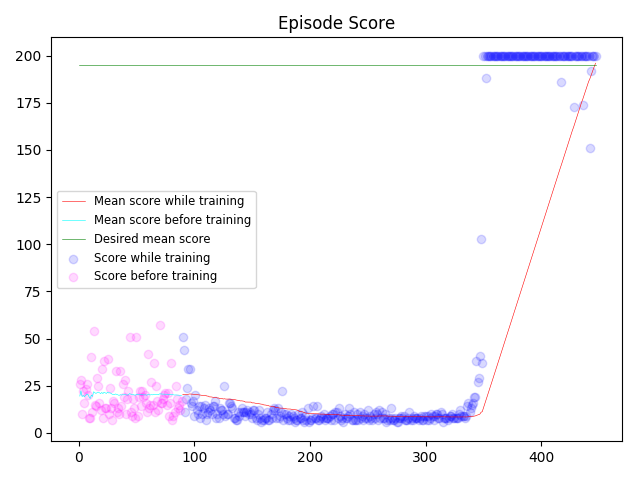 Episode Score
200
175
150
125
100
75
50
25
0
Mean score while training
Mean score before training
Desired mean score
Score while training
Score before training
0
100
200
300
400